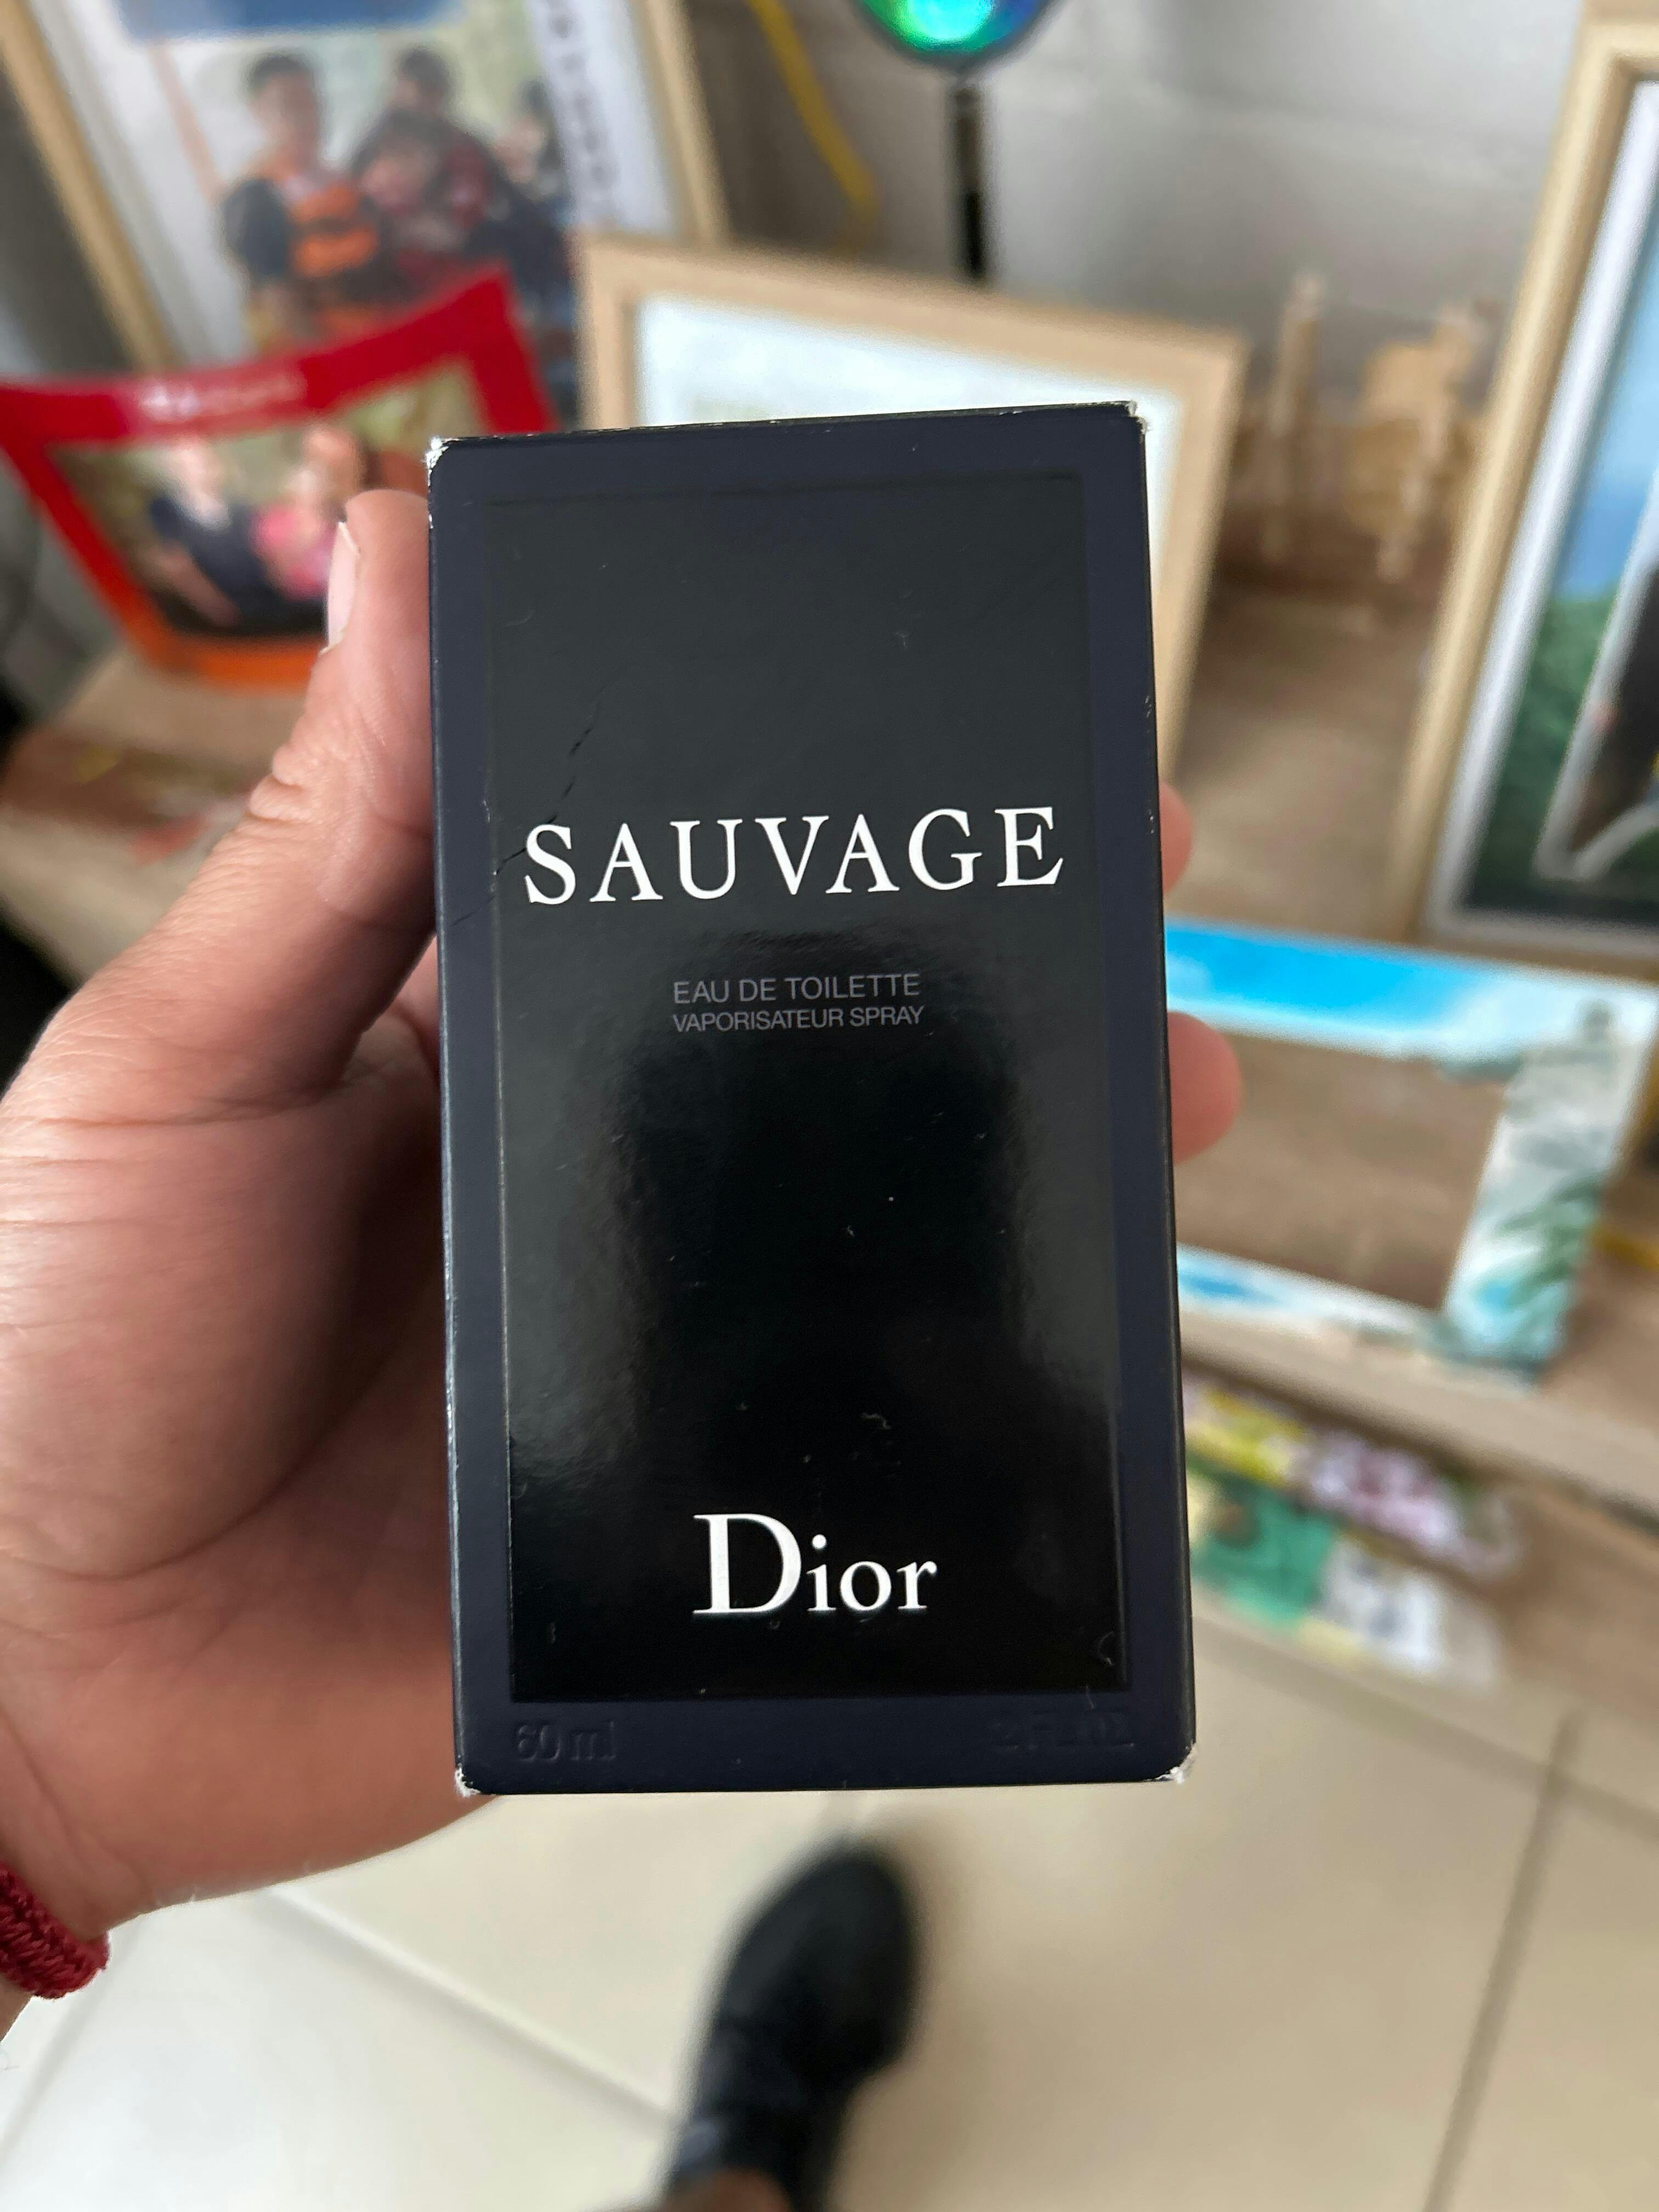 SAUVAGE
EAU DE TOILETTE
VAPORISATEUR SPRAY
Dior
60 ml